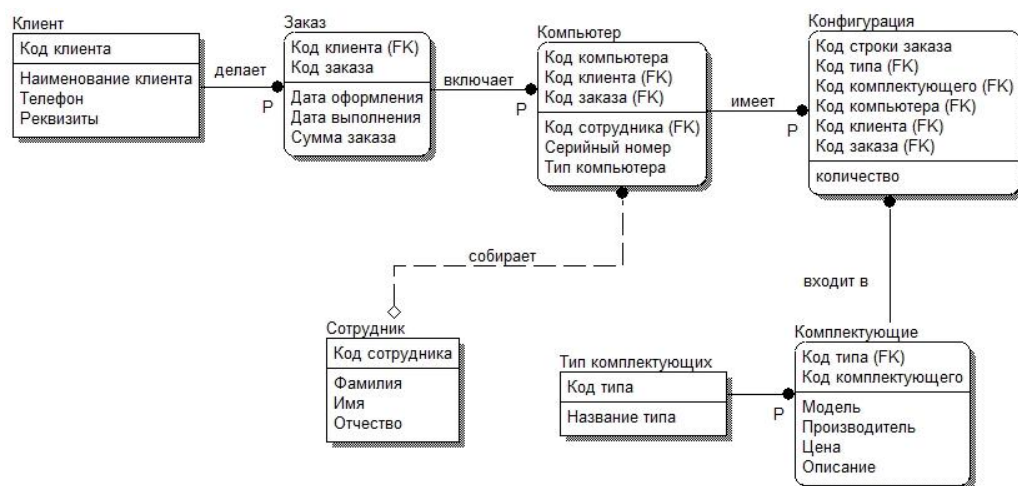 Клиент
Код клиента
Наименование клиента
Телефон
Реквизиты
делает
P
Заказ
Код клиента (FK)
Код заказа
Дата оформления
Дата выполнения
Сумма заказа
включает
P
Компьютер
Код компьютера
Код клиента (FK)
Код заказа (FK)
Код сотрудника (FK)
Серийный номер
Тип компьютера
имеет
P
Конфигурация
Код строки заказа
Код типа (FK)
Код комплектующего (FK)
Код компьютера (FK)
Код клиента (FK)
Код заказа (FK)
количество
собирает
входит в
Сотрудник
Код сотрудника
Фамилия
Имя
Отчество
Тип комплектующих
Код типа
Название типа
P
Комплектующие
Код типа (FK)
Код комплектующего
Модель
Производитель
Цена
Описание